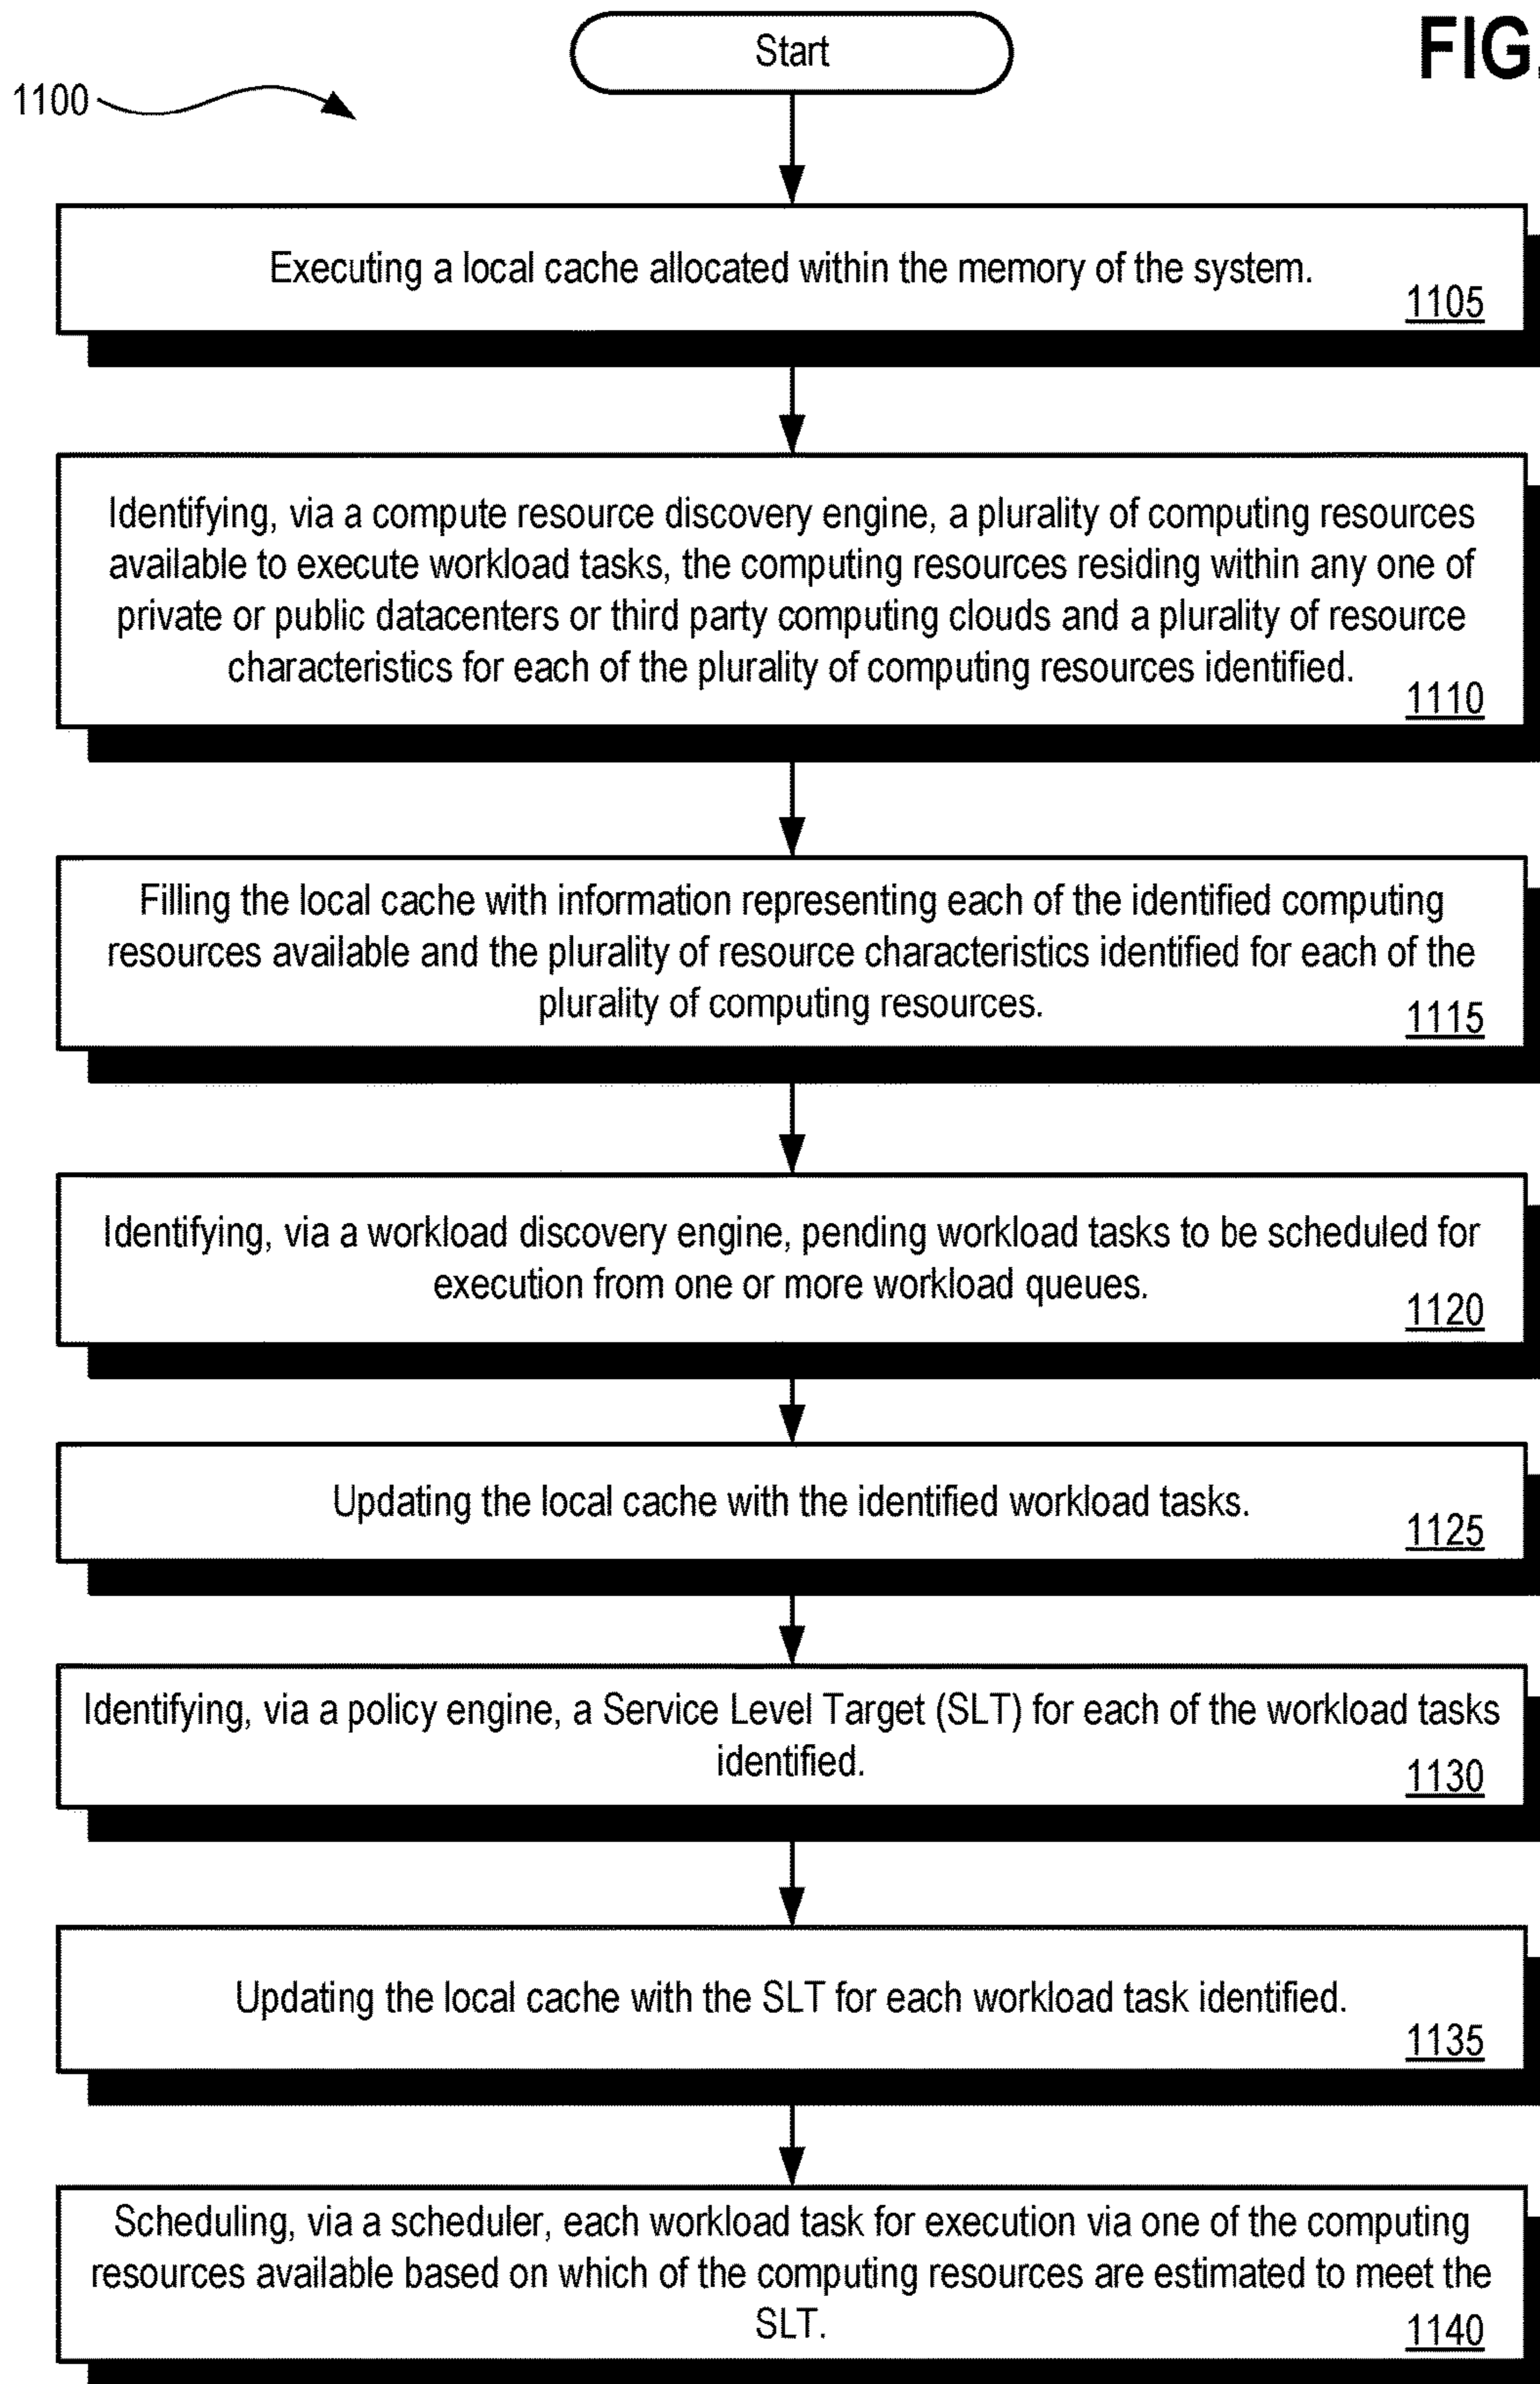 Start
FIG.
1100
Executing a local cache allocated within the memory of the system.
1105
Identifying, via a compute resource discovery engine, a plurality of computing resources
available to execute workload tasks, the computing resources residing within any one of
private or public datacenters or third party computing clouds and a plurality of resource
characteristics for each of the plurality of computing resources identified.
1110
Filling the local cache with information representing each of the identified computing
resources available and the plurality of resource characteristics identified for each of the
plurality of computing resources.
1115
Identifying, via a workload discovery engine, pending workload tasks to be scheduled for
execution from one or more workload queues.
1120
Updating the local cache with the identified workload tasks.
1125
Identifying, via a policy engine, a Service Level Target (SLT) for each of the workload tasks
identified.
1130
Updating the local cache with the SLT for each workload task identified.
1135
Scheduling, via a scheduler, each workload task for execution via one of the computing
resources available based on which of the computing resources are estimated to meet the
SLT.
1140